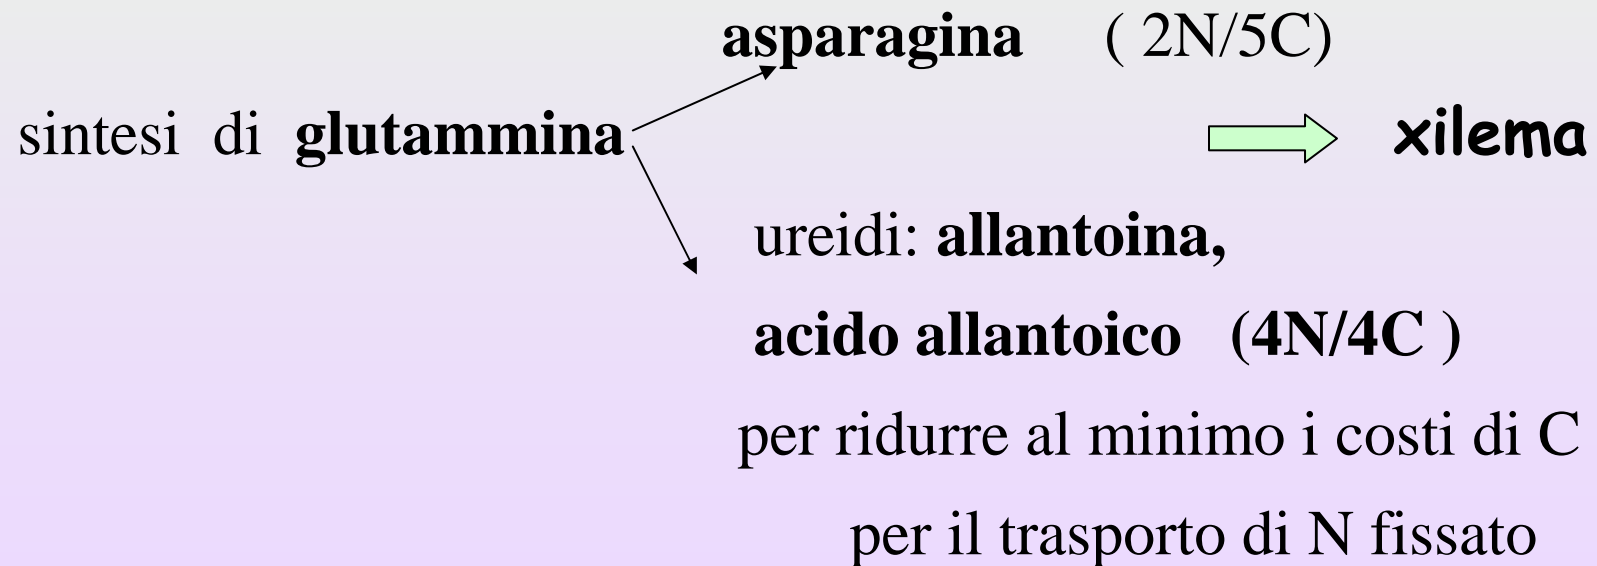 asparagina ( 2N/5C)
sintesi di glutammina xilema
ureidi: allantoina,
acido allantoico (4N/4C )
per ridurre al minimo i costi di C
per il trasporto di N fissato